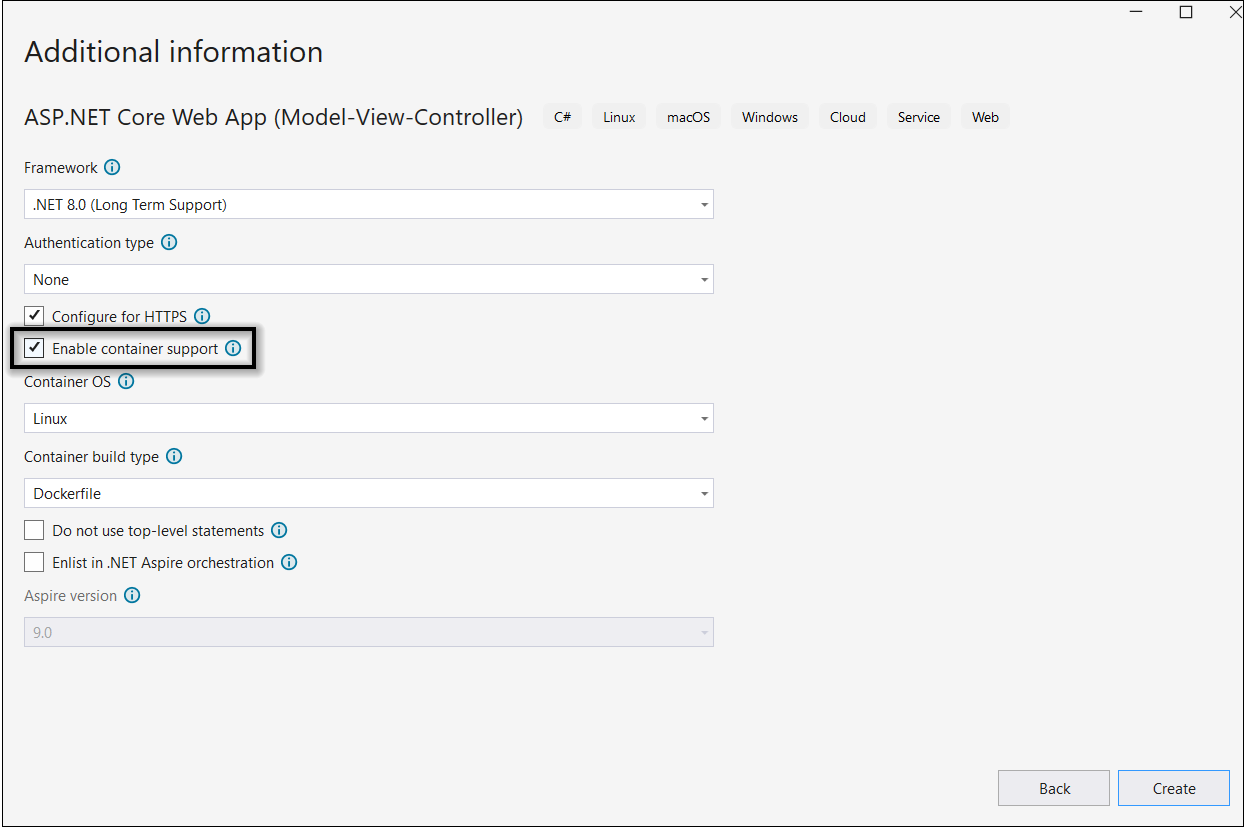 Additional information
ASP.NET Core Web App (Model-View-Controller) C# Linux macOS Windows Cloud Service Web
Framework
.NET 8.0 (Long Term Support)
Authentication type
None
Configure for HTTPS
Enable container support
Container OS
Linux
Container build type
Dockerfile
Do not use top-level statements
Enlist in .NET Aspire orchestration
Aspire version
9.0
Back Create